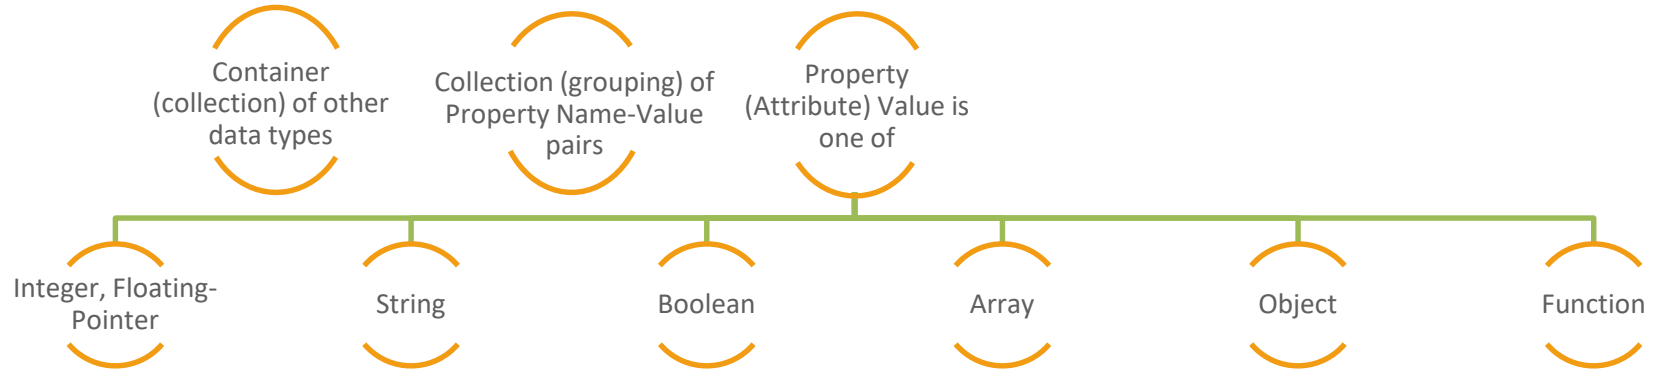 Container
(collection) of other
data types
Collection (grouping) of
Property Name-Value
pairs
Property
(Attribute) Value is
one of
Integer, Floating-
Pointer
String
Boolean
Array
Object
Function